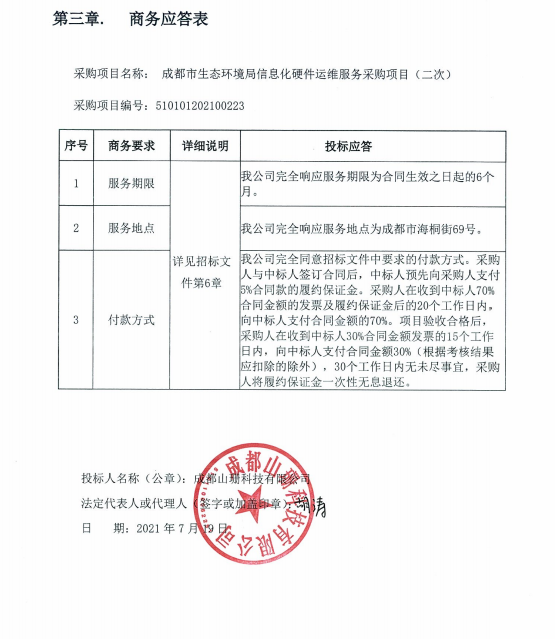 第三章. 商务应答表
采购项目名称： 成都市生态环境局信息化硬件运维服务采购项目（二次）
采购项目编号：510101202100223
序号 商务要求 详细说明 投标应答
1 服务期限 我公司完全响应服务期限为合同生效之日起的6个
月。
2 服务地点 我公司完全响应服务地点为成都市海桐街69号。
详见招标文
件第6章
3 付款方式 我公司完全同意招标文件中要求的付款方式。采购
人与中标人签订合同后，中标人预先向采购人支付
5%合同款的履约保证金。采购人在收到中标人70%
合同金额的发票及履约保证金后的20个工作日内，
向中标人支付合同金额的70%。项目验收合格后，
采购人在收到中标人30%合同金额发票的15个工作
日内，向中标人支付合同金额30%（根据考核结果
应扣除的除外），30个工作日内无未尽事宜，采购
人将履约保证金一次性无息退还。
投标人名称（公章）：成都山珊科技有限公司
法定代表人或代理人（签字或加盖印章）：
日 期：2021年7月19日
成都山珊科技有限公司